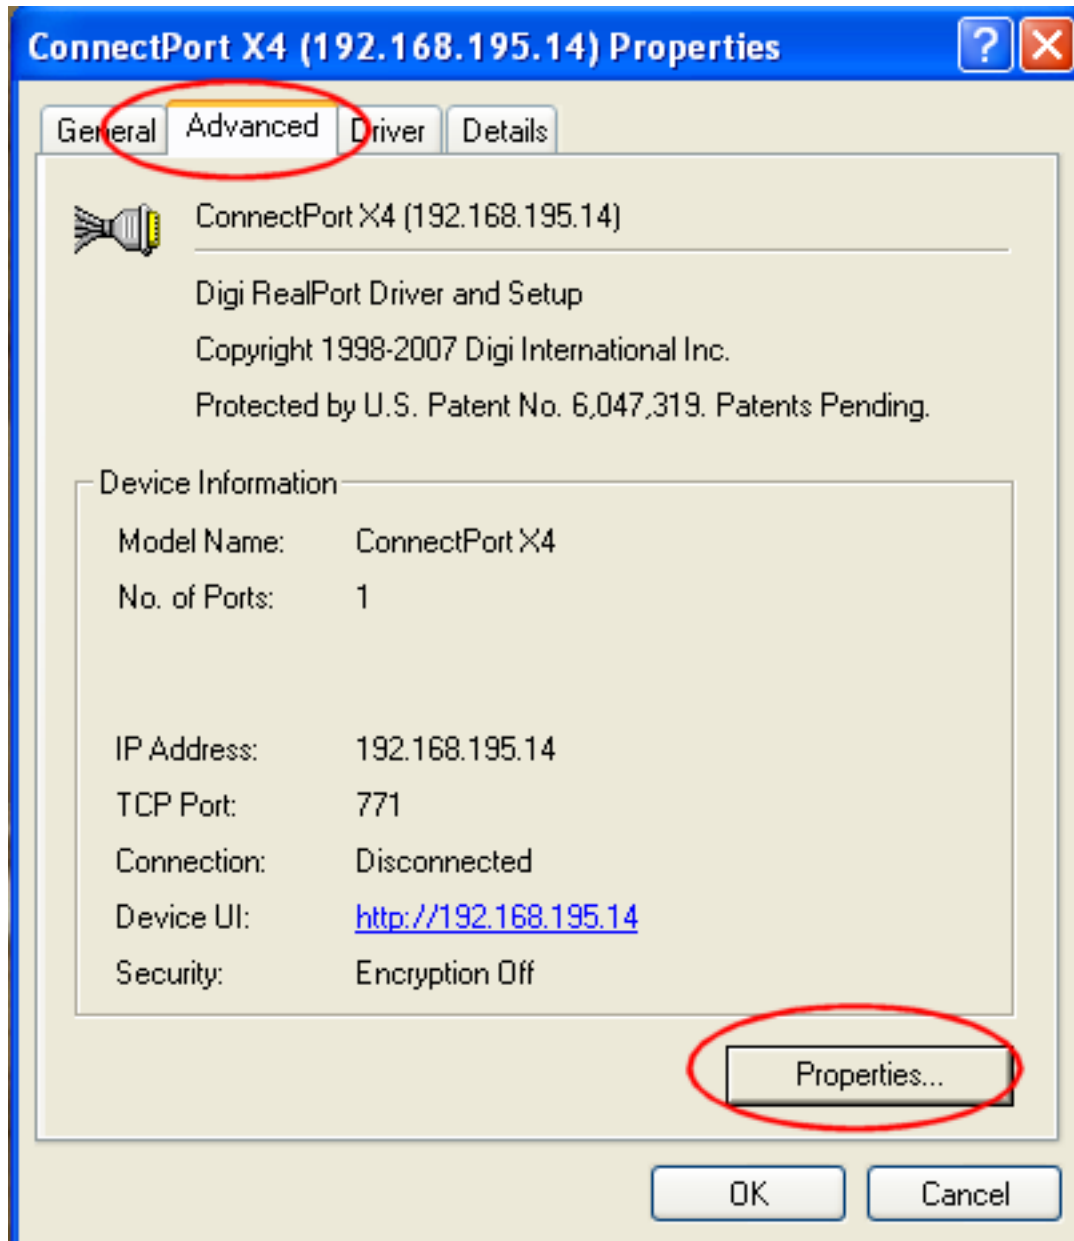 ConnectPort X4 (192.168.195.14) Properties
General Advanced Driver Details
ConnectPort X4 (192.168.195.14)
Digi RealPort Driver and Setup
Copyright 1998-2007 Digi International Inc.
Protected by U.S. Patent No. 6,047,319. Patents Pending.
Device Information
Model Name: ConnectPort X4
No. of Ports: 1
IP Address: 192.168.195.14
TCP Port: 771
Connection: Disconnected
Device UI: http://192.168.195.14
Security: Encryption Off
Properties...
OK Cancel